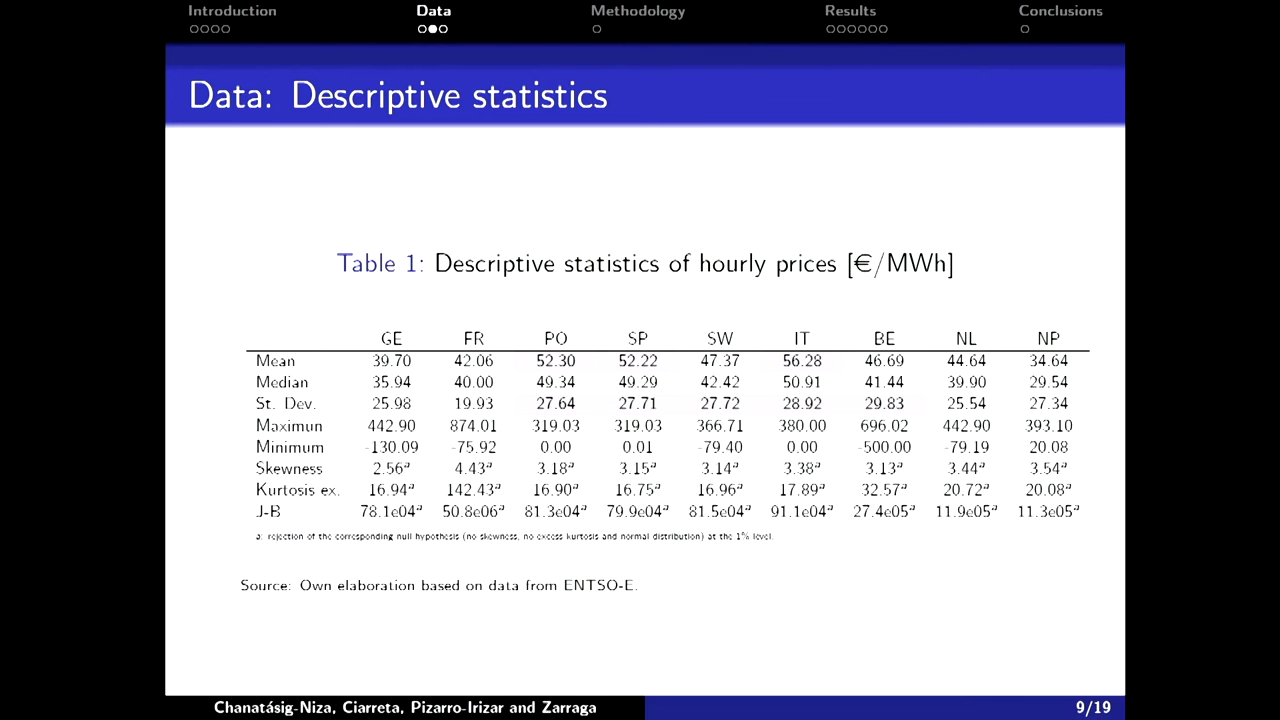 Introduction Data Methodology Results Conclusions
Data: Descriptive statistics
Table 1: Descriptive statistics of hourly prices [€/MWh]
GE FR PO SP SW IT BE NL NP
Mean 39.70 42.06 52.30 52.22 47.37 56.28 46.69 44.64 34.64
Median 35.94 40.00 49.34 49.29 42.42 50.91 41.44 39.90 29.54
St. Dev. 25.98 19.93 27.64 27.71 27.72 28.92 29.83 25.54 27.34
Maximun 442.90 874.01 319.03 319.03 366.71 380.00 696.02 442.90 393.10
Minimum -130.09 -75.92 0.00 0.01 -79.40 0.00 -500.00 -79.19 20.08
Skewness 2.56ᵃ 4.43ᵃ 3.18ᵃ 3.15ᵃ 3.14ᵃ 3.38ᵃ 3.13ᵃ 3.44ᵃ 3.54ᵃ
Kurtosis ex. 16.94ᵃ 142.43ᵃ 16.90ᵃ 16.75ᵃ 16.96ᵃ 17.89ᵃ 32.57ᵃ 20.72ᵃ 20.08ᵃ
J-B 78.1e04ᵃ 50.8e06ᵃ 81.3e04ᵃ 79.9e04ᵃ 81.5e04ᵃ 91.1e04ᵃ 27.4e05ᵃ 11.9e05ᵃ 11.3e05ᵃ
a: rejection of the corresponding null hypothesis (no skewness, no excess kurtosis and normal distribution) at the 1% level.
Source: Own elaboration based on data from ENTSO-E.
Chanatásig-Niza, Ciarreta, Pizarro-Irizar and Zarraga 9/19